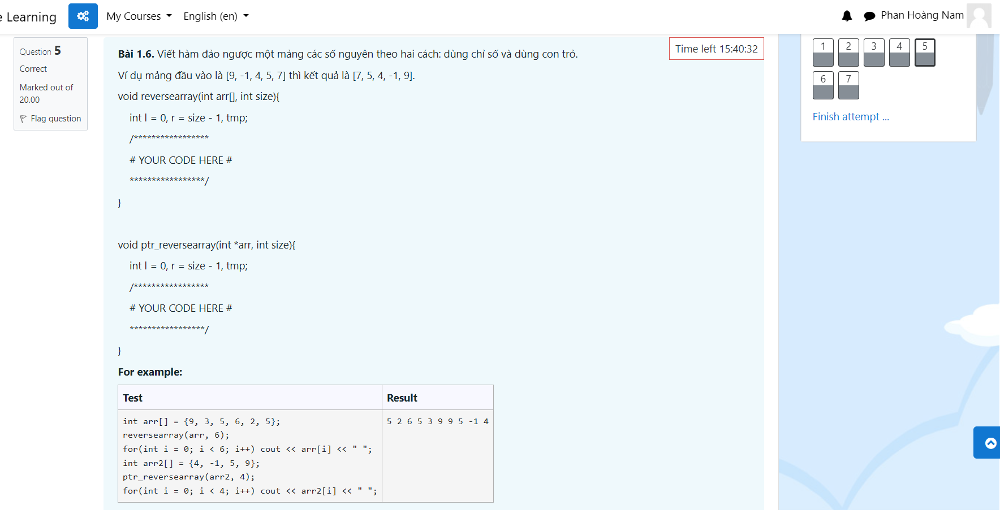 e Learning
My Courses
English (en)
Phan Hoàng Nam
Question 5
Correct
Marked out of
20.00
Flag question
Time left 15:40:32
Bài 1.6. Viết hàm đảo ngược một mảng các số nguyên theo hai cách: dùng chỉ số và dùng con trỏ.
Ví dụ mảng đầu vào là [9, -1, 4, 5, 7] thì kết quả là [7, 5, 4, -1, 9].
void reversearray(int arr[], int size){
int l = 0, r = size - 1, tmp;
/*****************
# YOUR CODE HERE #
*****************/
}
void ptr_reversearray(int *arr, int size){
int l = 0, r = size - 1, tmp;
/*****************
# YOUR CODE HERE #
*****************/
}
For example:
Test
Result
int arr[] = {9, 3, 5, 6, 2, 5};
reversearray(arr, 6);
for(int i = 0; i < 6; i++) cout << arr[i] << " ";
int arr2[] = {4, -1, 5, 9};
ptr_reversearray(arr2, 4);
for(int i = 0; i < 4; i++) cout << arr2[i] << " ";
5 2 6 5 3 9 9 5 -1 4
1 2 3 4 5
6 7
Finish attempt ...